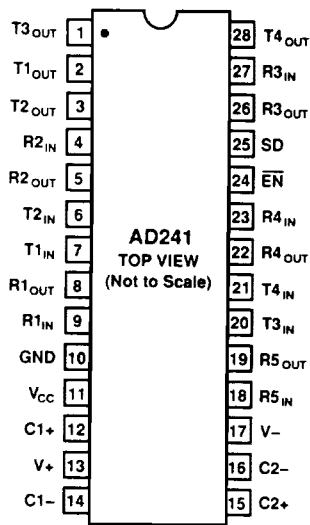 T3OUT 1
T1OUT 2
T2OUT 3
R2IN 4
R2OUT 5
T2IN 6
T1IN 7
R1OUT 8
R1IN 9
GND 10
VCC 11
C1+ 12
V+ 13
C1− 14
AD241
TOP VIEW
(Not to Scale)
28 T4OUT
27 R3IN
26 R3OUT
25 SD
24 E̅N̅
23 R4IN
22 R4OUT
21 T4IN
20 T3IN
19 R5OUT
18 R5IN
17 V−
16 C2−
15 C2+